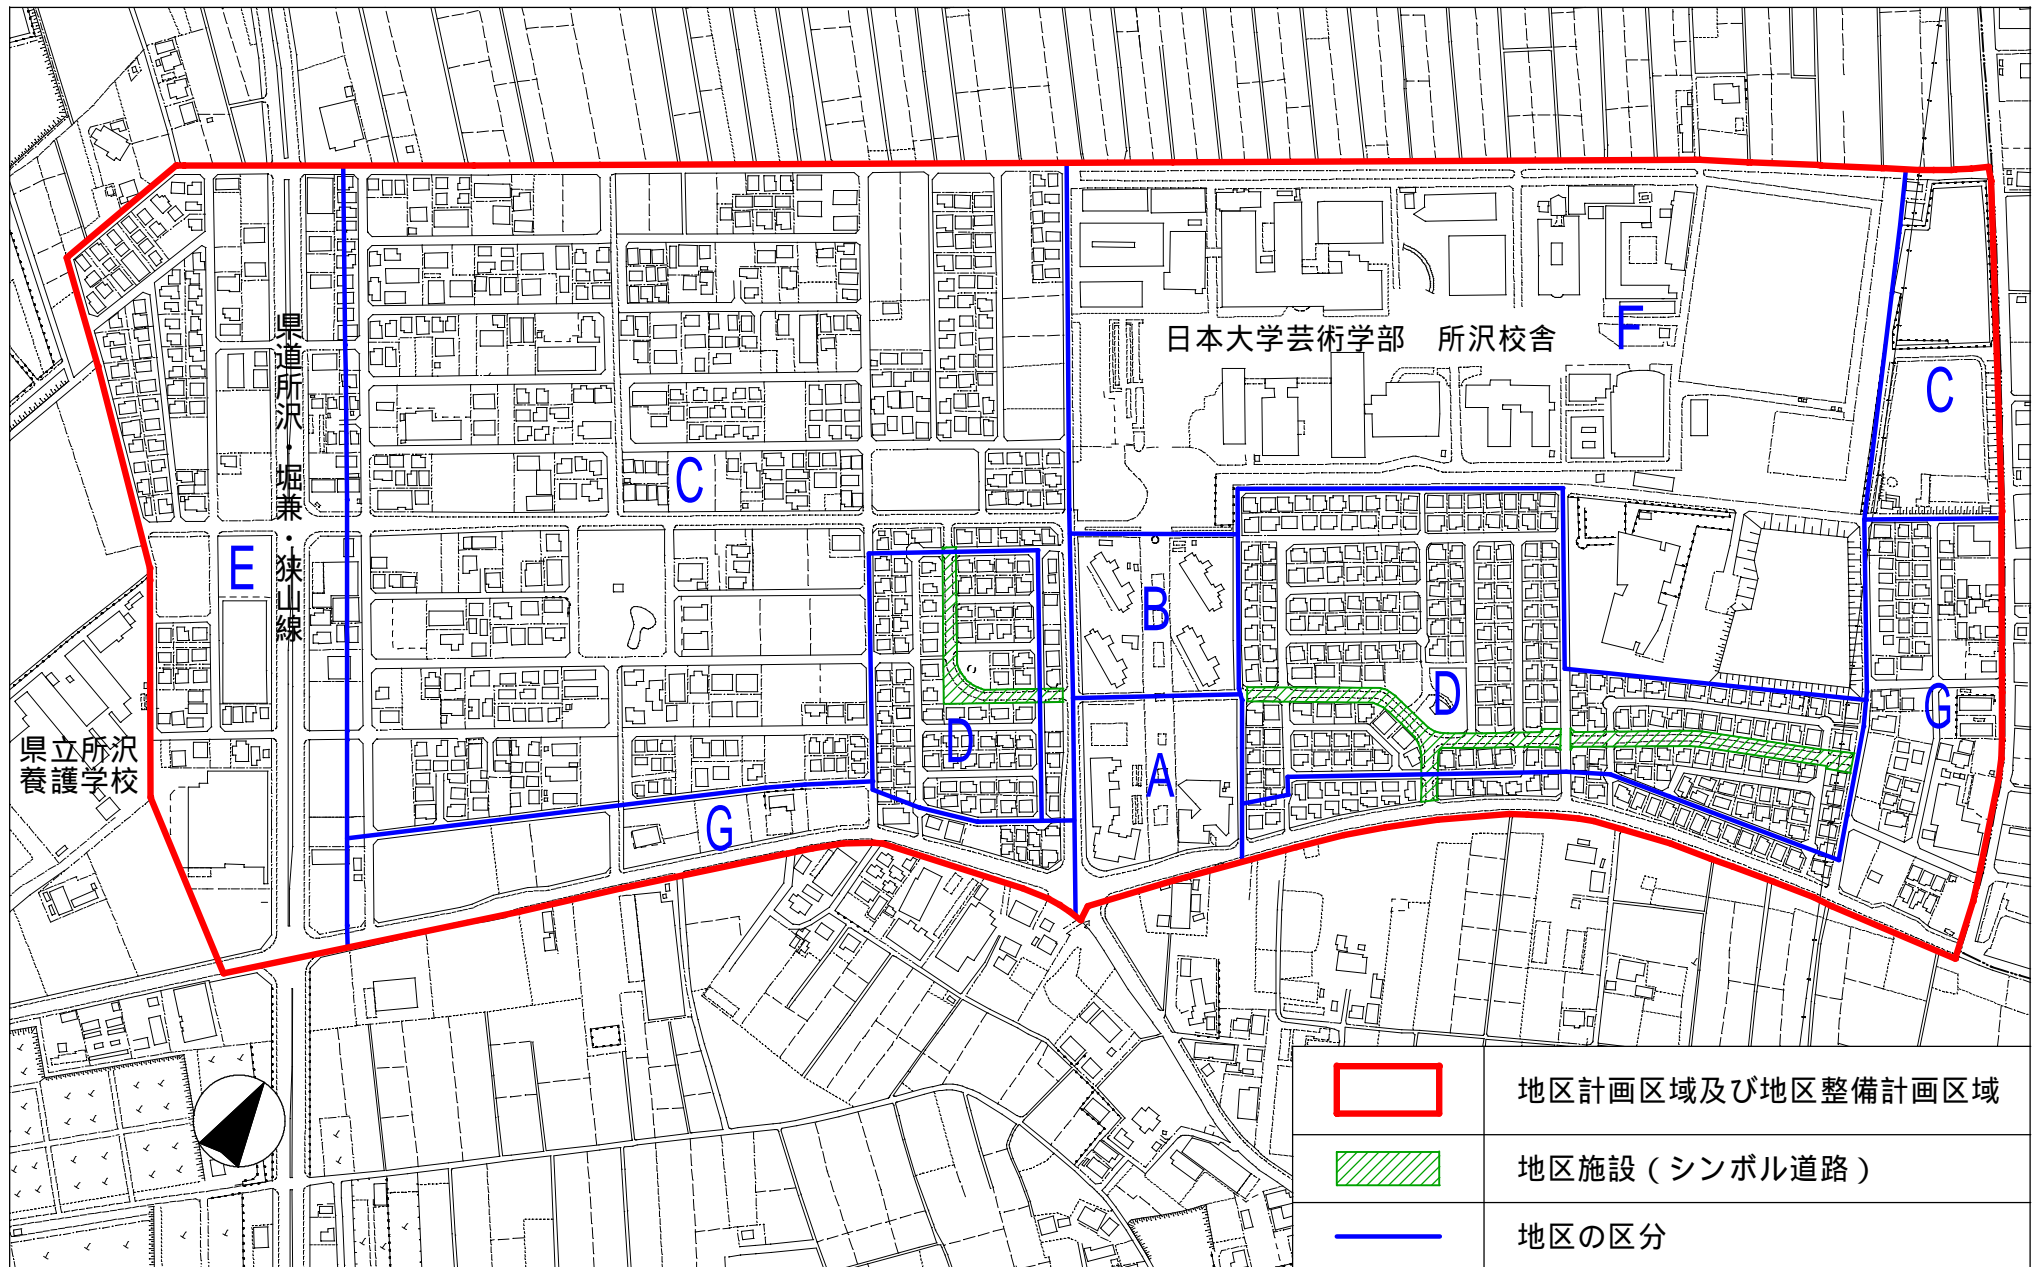 日本大学芸術学部　所沢校舎
F
県道所沢・堀兼・狭山線
C
C
E
B
D
D
G
A
G
県立所沢
養護学校
地区計画区域及び地区整備計画区域
地区施設（シンボル道路）
地区の区分